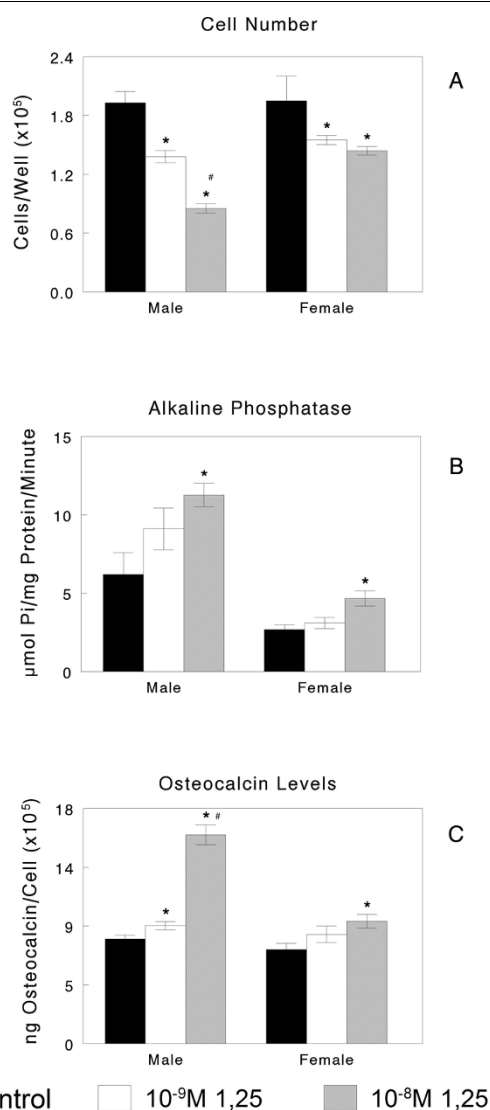 Cell Number
A
Cells/Well (x10⁵)
2.4
1.8
1.2
0.6
0.0
*
*
#
*
*
Male
Female
Alkaline Phosphatase
B
µmol Pi/mg Protein/Minute
15
10
5
0
*
*
Male
Female
Osteocalcin Levels
C
ng Osteocalcin/Cell (x10⁵)
18
14
9
5
0
*
* #
*
Male
Female
ntrol 10⁻⁹M 1,25 10⁻⁸M 1,25